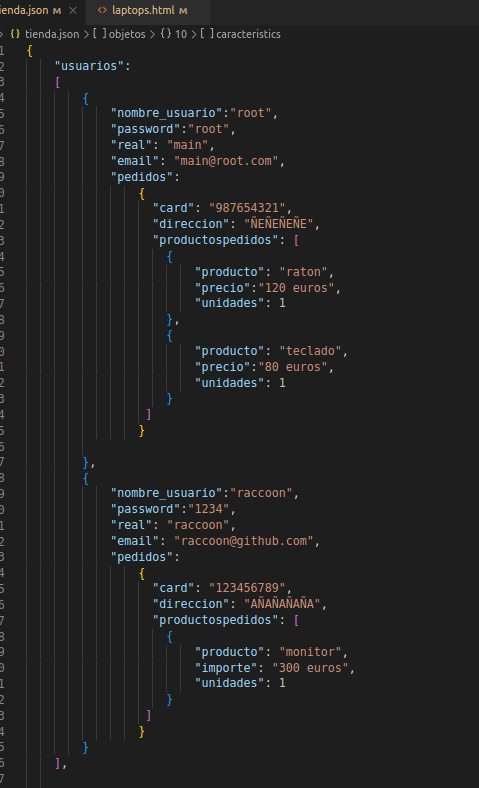 ienda.json M × laptops.html M
> {} tienda.json > [ ] objetos > {} 10 > [ ] caracteristics
1 {
2 "usuarios":
3 [
4 {
5 "nombre_usuario":"root",
6 "password":"root",
7 "real": "main",
8 "email": "main@root.com",
9 "pedidos":
0 {
1 "card": "987654321",
2 "direccion": "ÑEÑEÑEÑE",
3 "productospedidos": [
4 {
5 "producto": "raton",
6 "precio":"120 euros",
7 "unidades": 1
8 },
9 {
0 "producto": "teclado",
1 "precio":"80 euros",
2 "unidades": 1
3 }
4 ]
5 }
6
7 },
8 {
9 "nombre_usuario":"raccoon",
0 "password":"1234",
1 "real": "raccoon",
2 "email": "raccoon@github.com",
3 "pedidos":
4 {
5 "card": "123456789",
6 "direccion": "AÑAÑAÑAÑA",
7 "productospedidos": [
8 {
9 "producto": "monitor",
0 "importe": "300 euros",
1 "unidades": 1
2 }
3 ]
4 }
5 }
6 ],
7